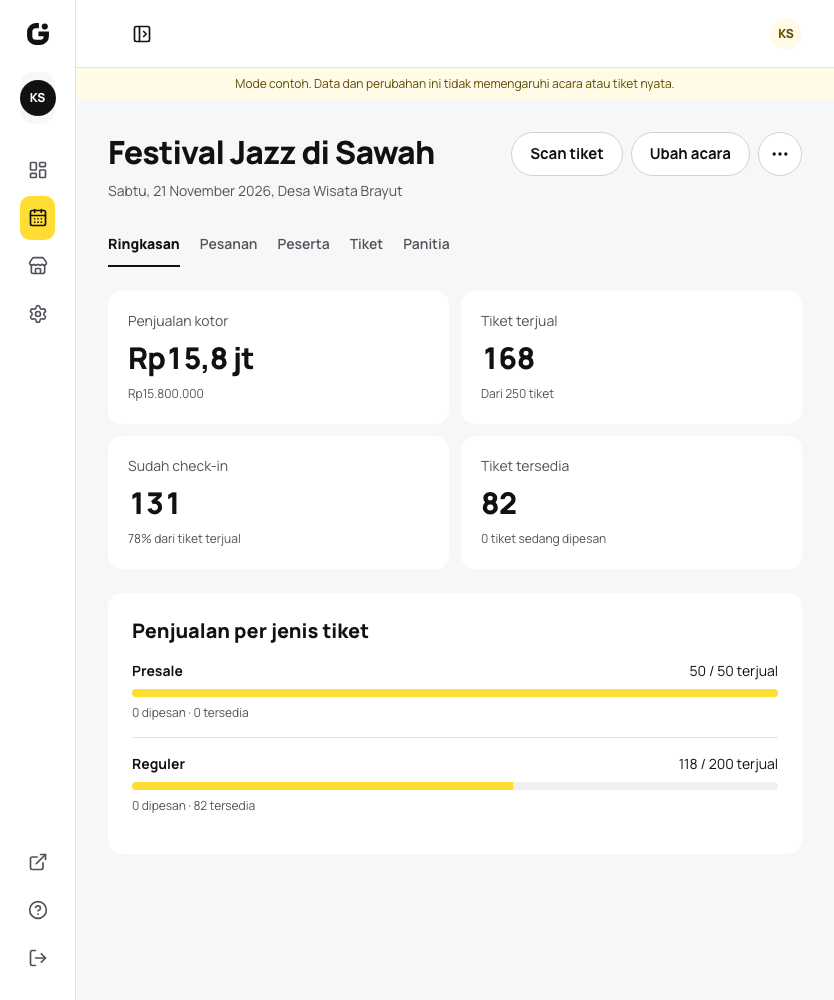 G
KS
KS
Mode contoh. Data dan perubahan ini tidak memengaruhi acara atau tiket nyata.
Festival Jazz di Sawah
Scan tiket
Ubah acara
Sabtu, 21 November 2026, Desa Wisata Brayut
Ringkasan Pesanan Peserta Tiket Panitia
Penjualan kotor
Rp15,8 jt
Rp15.800.000
Tiket terjual
168
Dari 250 tiket
Sudah check-in
131
78% dari tiket terjual
Tiket tersedia
82
0 tiket sedang dipesan
Penjualan per jenis tiket
Presale 50 / 50 terjual
0 dipesan · 0 tersedia
Reguler 118 / 200 terjual
0 dipesan · 82 tersedia